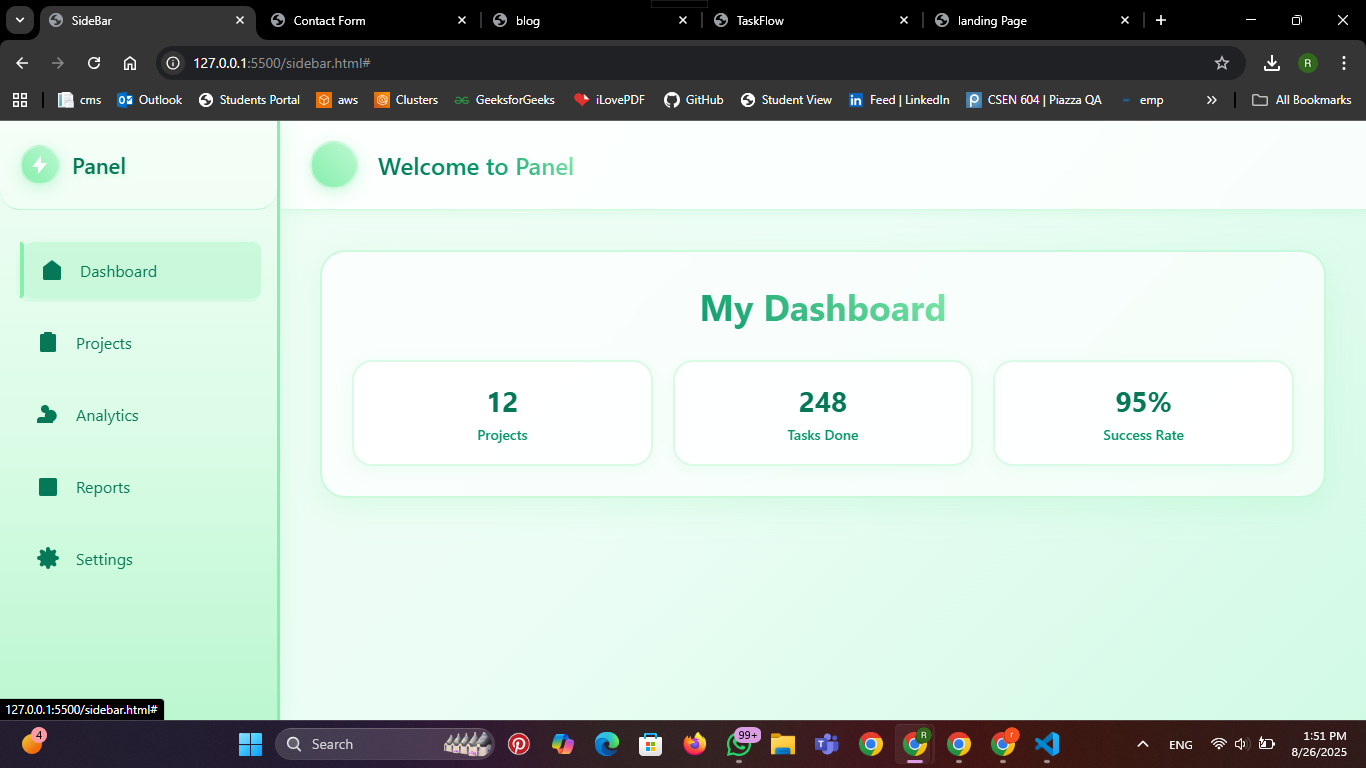 SideBar
Contact Form
blog
TaskFlow
landing Page
127.0.0.1:5500/sidebar.html#
R
cms
Outlook
Students Portal
aws
Clusters
GeeksforGeeks
iLovePDF
GitHub
Student View
Feed | LinkedIn
CSEN 604 | Piazza QA
emp
All Bookmarks
Panel
Welcome to Panel
Dashboard
Projects
Analytics
Reports
Settings
My Dashboard
12
Projects
248
Tasks Done
95%
Success Rate
127.0.0.1:5500/sidebar.html#
4
Search
99+
R
r
ENG
1:51 PM
8/26/2025